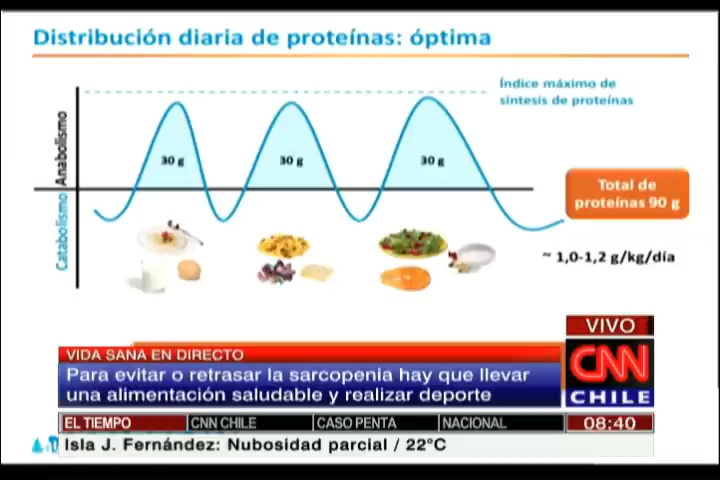 Distribución diaria de proteínas: óptima
Índice máximo de
síntesis de proteínas
Anabolismo
Catabolismo
30 g
30 g
30 g
Total de
proteínas 90 g
~ 1,0-1,2 g/kg/día
VIVO
VIDA SANA EN DIRECTO
Para evitar o retrasar la sarcopenia hay que llevar
una alimentación saludable y realizar deporte
CNN
CHILE
EL TIEMPO
CNN CHILE
CASO PENTA
NACIONAL
08:40
Isla J. Fernández: Nubosidad parcial / 22°C